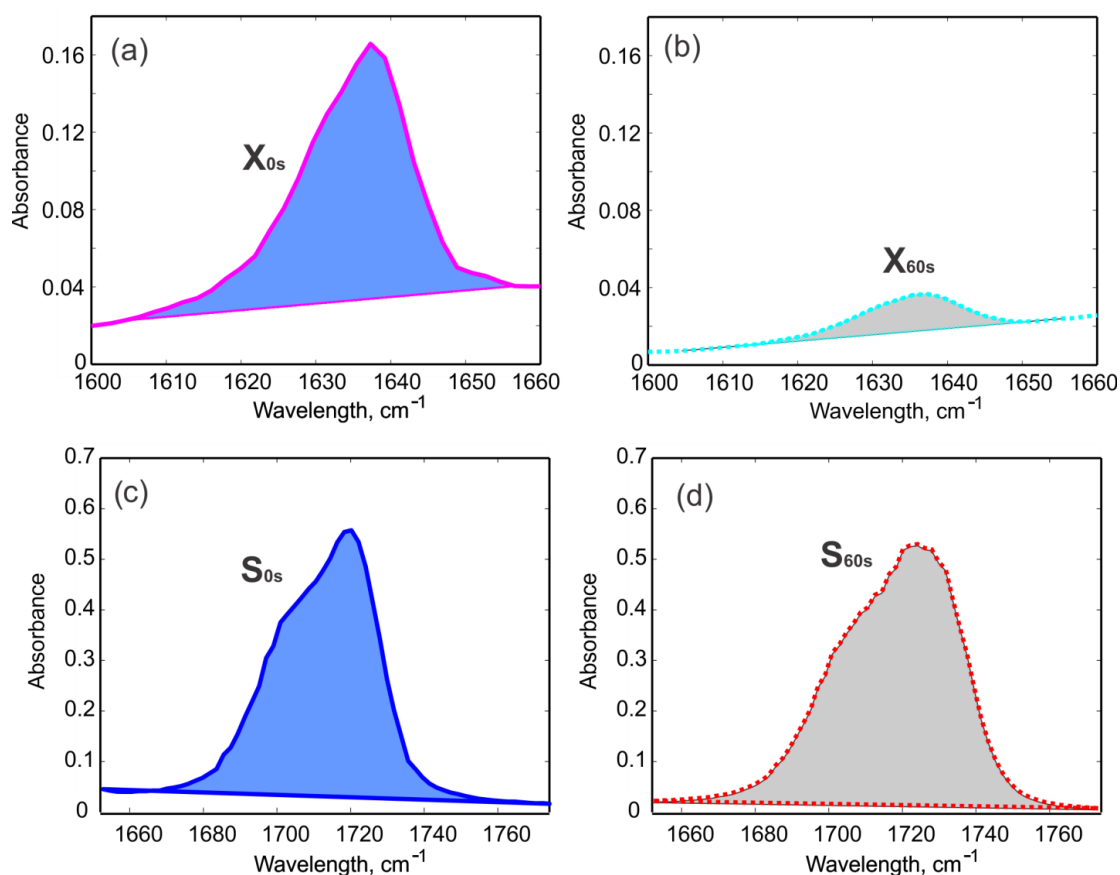 (a)
X0s
Absorbance
0.16
0.12
0.08
0.04
0
1600 1610 1620 1630 1640 1650 1660
Wavelength, cm⁻¹
(b)
X60s
Absorbance
0.16
0.12
0.08
0.04
0
1600 1610 1620 1630 1640 1650 1660
Wavelength, cm⁻¹
(c)
S0s
Absorbance
0.7
0.6
0.5
0.4
0.3
0.2
0.1
0
1660 1680 1700 1720 1740 1760
Wavelength, cm⁻¹
(d)
S60s
Absorbance
0.7
0.6
0.5
0.4
0.3
0.2
0.1
0
1660 1680 1700 1720 1740 1760
Wavelength, cm⁻¹